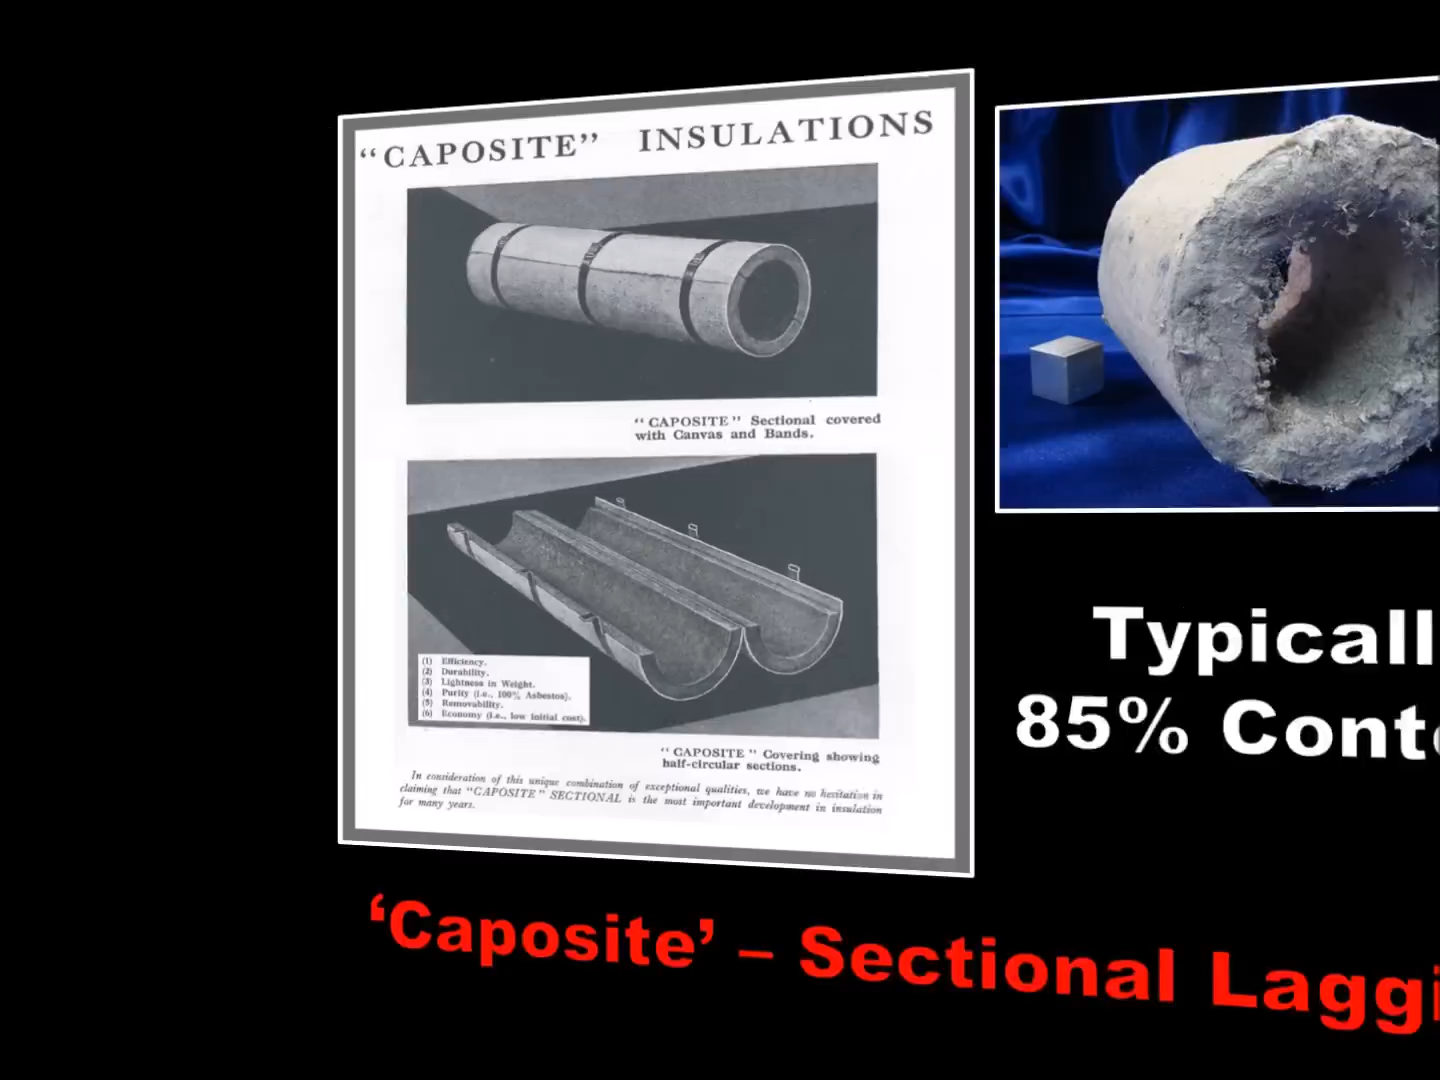 “CAPOSITE” INSULATIONS
“CAPOSITE” Sectional covered
with Canvas and Bands.
(1) Efficiency.
(2) Durability.
(3) Lightness in Weight.
(4) Purity (i.e., 100% Asbestos).
(5) Removability.
(6) Economy (i.e., low initial cost).
“CAPOSITE” Covering showing
half-circular sections.
In consideration of this unique combination of exceptional qualities, we have no hesitation in
claiming that “CAPOSITE” SECTIONAL is the most important development in insulation
for many years.
Typicall
85% Conte
‘Caposite’ – Sectional Laggi